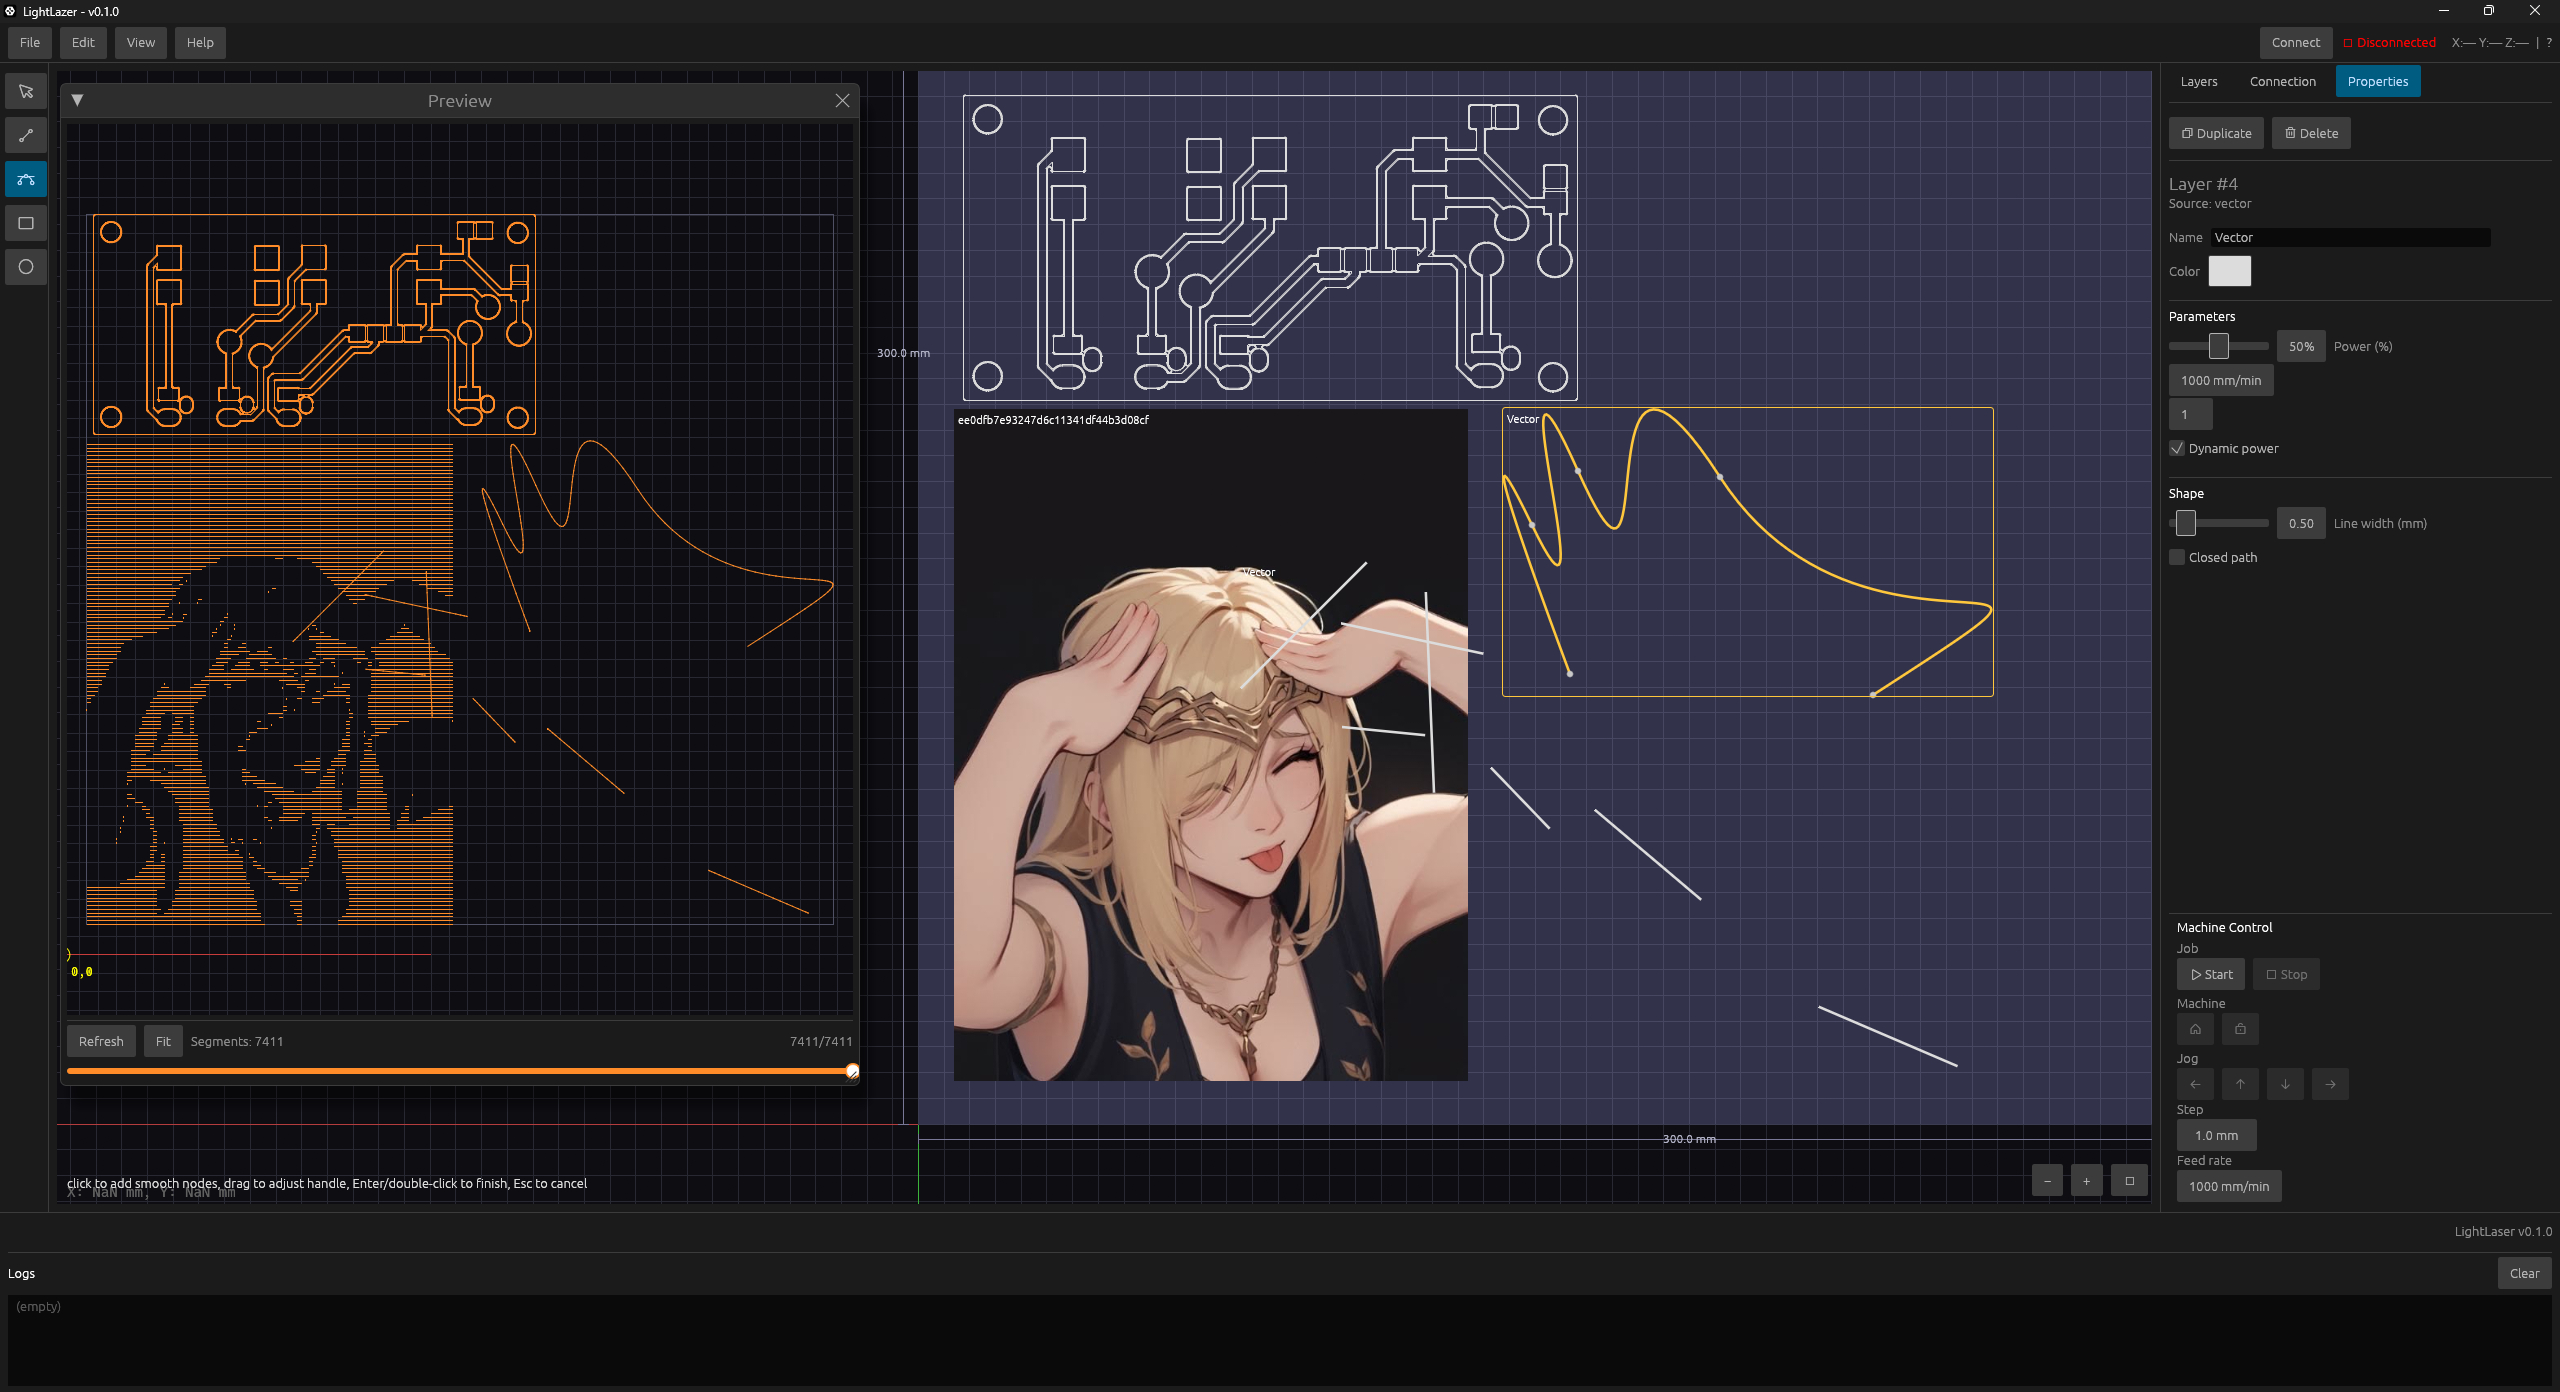 LightLazer - v0.1.0
File Edit View Help
Connect Disconnected X:— Y:— Z:— | ?
Preview
Layers Connection Properties
Duplicate Delete
Layer #4
Source: vector
Name Vector
Color
Parameters
50% Power (%)
1000 mm/min
1
Dynamic power
Shape
0.50 Line width (mm)
Closed path
300.0 mm
ee0dfb7e93247d6c11341df44b3d08cf
Vector
Vector
0,0
Refresh Fit Segments: 7411 7411/7411
300.0 mm
click to add smooth nodes, drag to adjust handle, Enter/double-click to finish, Esc to cancel
X: NaN mm, Y: NaN mm
− +
Machine Control
Job
Start Stop
Machine
Jog
← ↑ ↓ →
Step
1.0 mm
Feed rate
1000 mm/min
LightLaser v0.1.0
Logs
Clear
(empty)